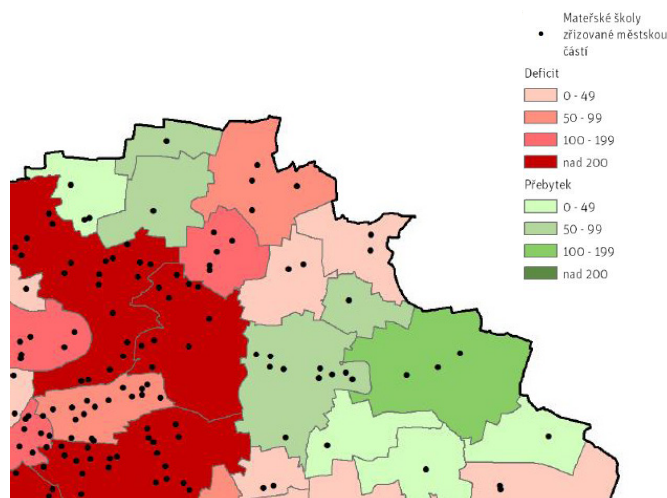 Mateřské školy
zřizované městskou
částí
Deficit
0 - 49
50 - 99
100 - 199
nad 200
Přebytek
0 - 49
50 - 99
100 - 199
nad 200